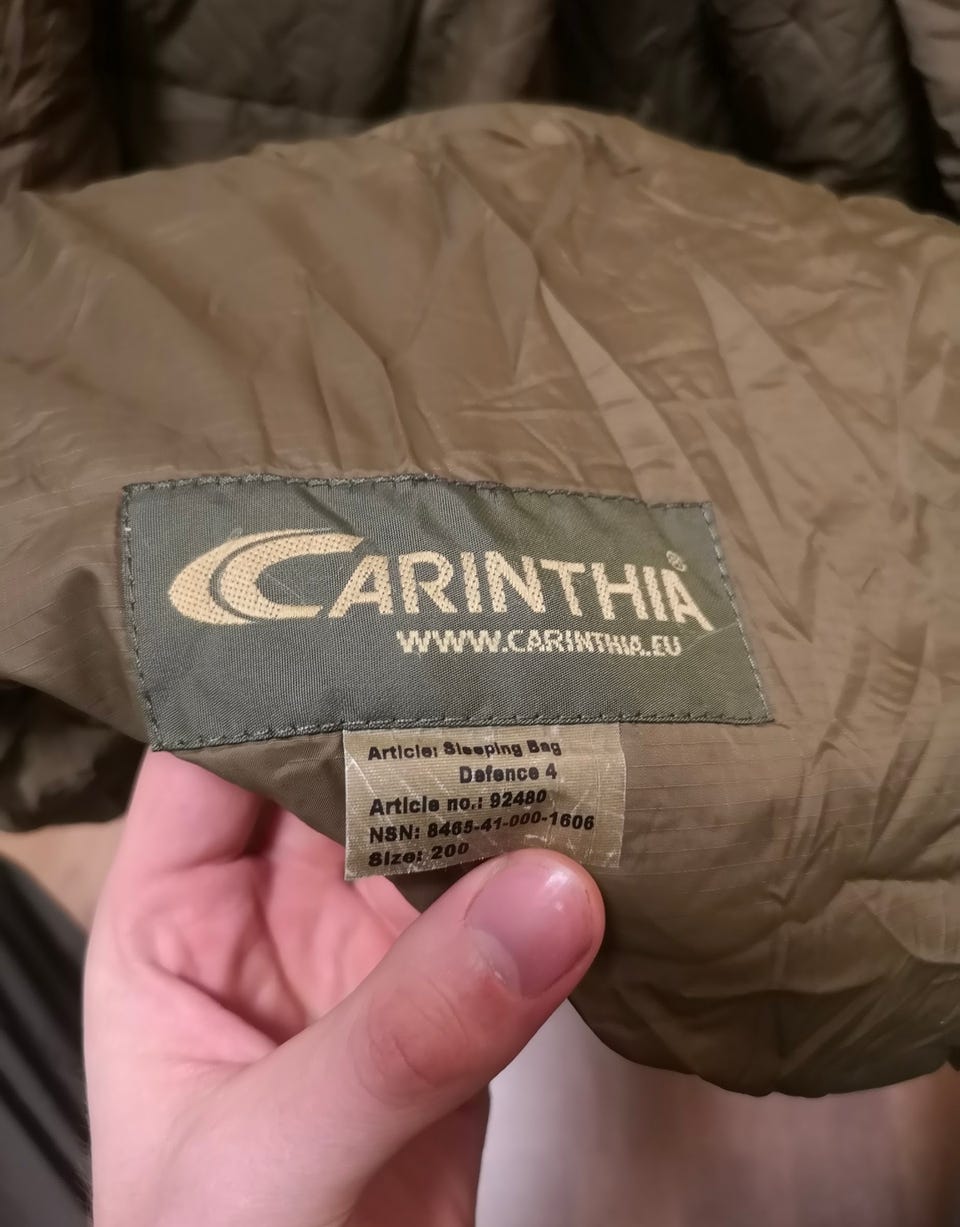 CARINTHIA®
WWW.CARINTHIA.EU
Article: Sleeping Bag
Defence 4
Article no.: 92480
NSN: 8465-41-000-1606
Size: 200